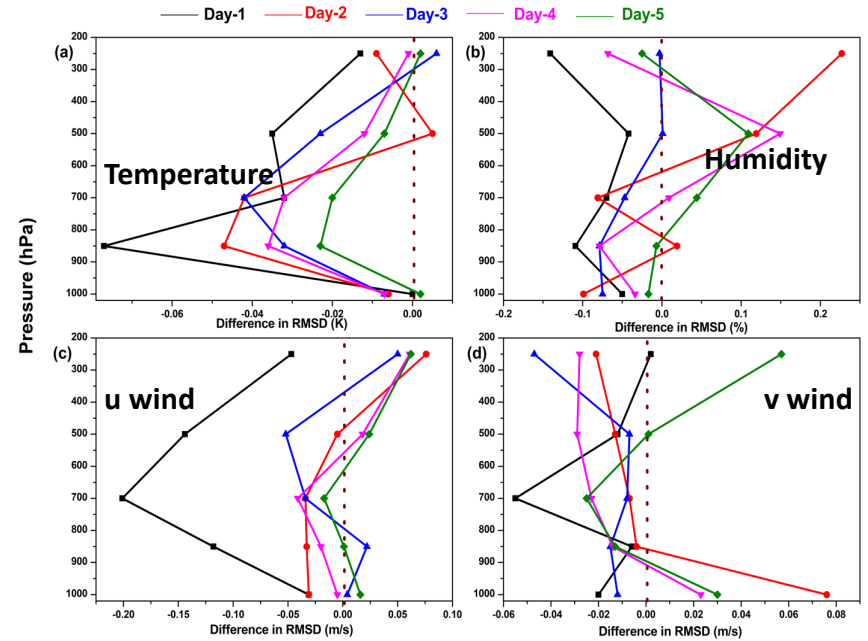 Day-1 Day-2 Day-3 Day-4 Day-5
Pressure (hPa)
(a)
Temperature
200
300
400
500
600
700
800
900
1000
-0.06 -0.04 -0.02 0.00
Difference in RMSD (K)
(b)
Humidity
200
300
400
500
600
700
800
900
1000
-0.2 -0.1 0.0 0.1 0.2
Difference in RMSD (%)
(c)
u wind
200
300
400
500
600
700
800
900
1000
-0.20 -0.15 -0.10 -0.05 0.00 0.05 0.10
Difference in RMSD (m/s)
(d)
v wind
200
300
400
500
600
700
800
900
1000
-0.06 -0.04 -0.02 0.00 0.02 0.04 0.06 0.08
Difference in RMSD (m/s)